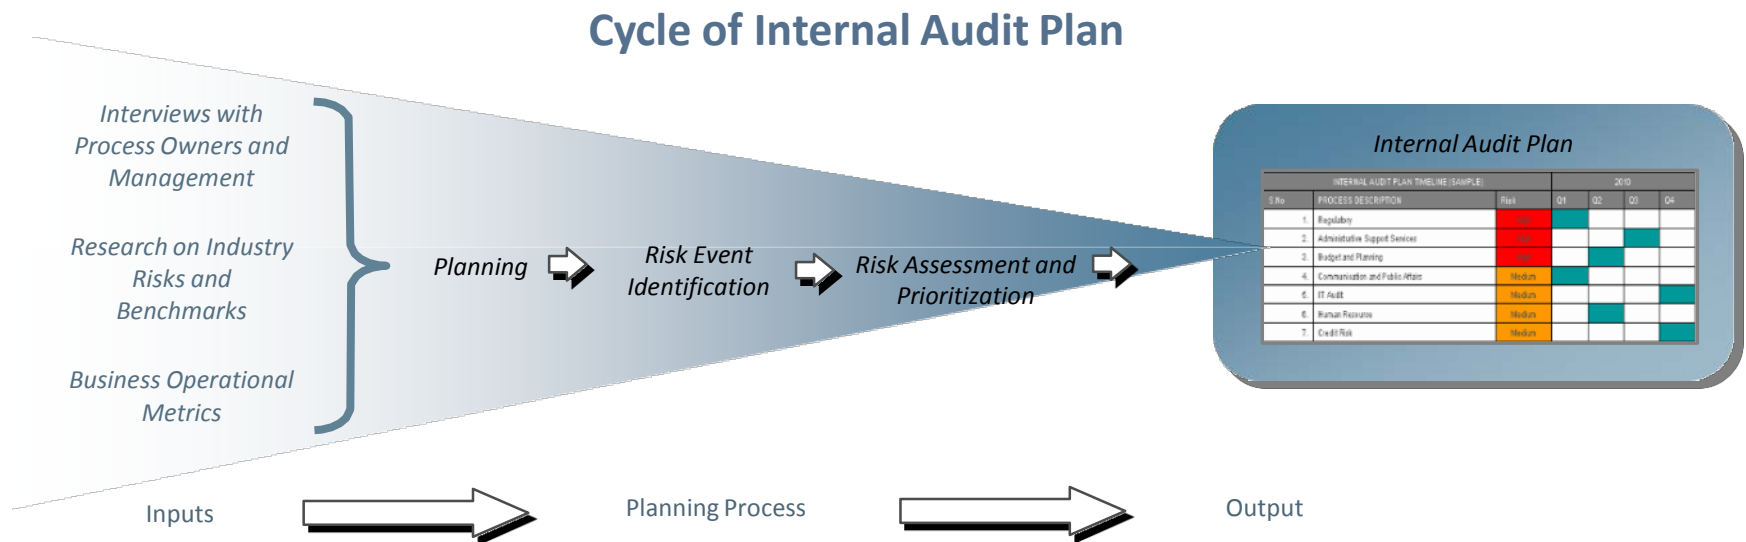 Cycle of Internal Audit Plan
Interviews with
Process Owners and
Management
Research on Industry
Risks and
Benchmarks
Business Operational
Metrics
Planning
Risk Event
Identification
Risk Assessment and
Prioritization
Internal Audit Plan
INTERNAL AUDIT PLAN TIMELINE (SAMPLE) 2010
S.No PROCESS DESCRIPTION Risk Q1 Q2 Q3 Q4
1. Regulatory
2. Administrative Support Services
3. Budget and Planning
4. Communication and Public Affairs Medium
5. IT Audit Medium
6. Human Resource Medium
7. Credit Risk Medium
Inputs
Planning Process
Output